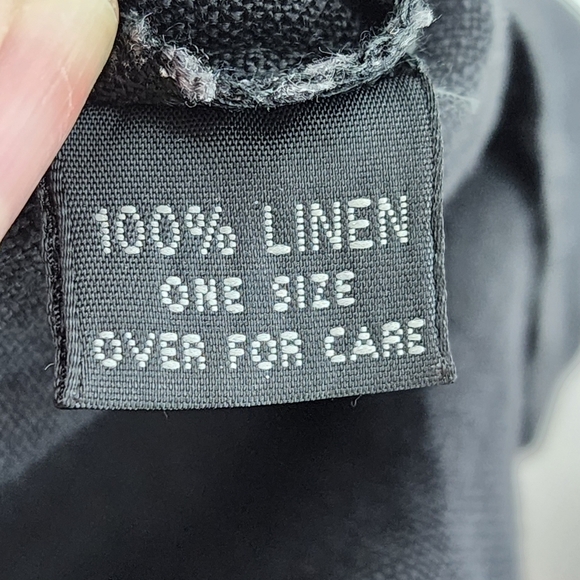 100% LINEN
ONE SIZE
OVER FOR CARE